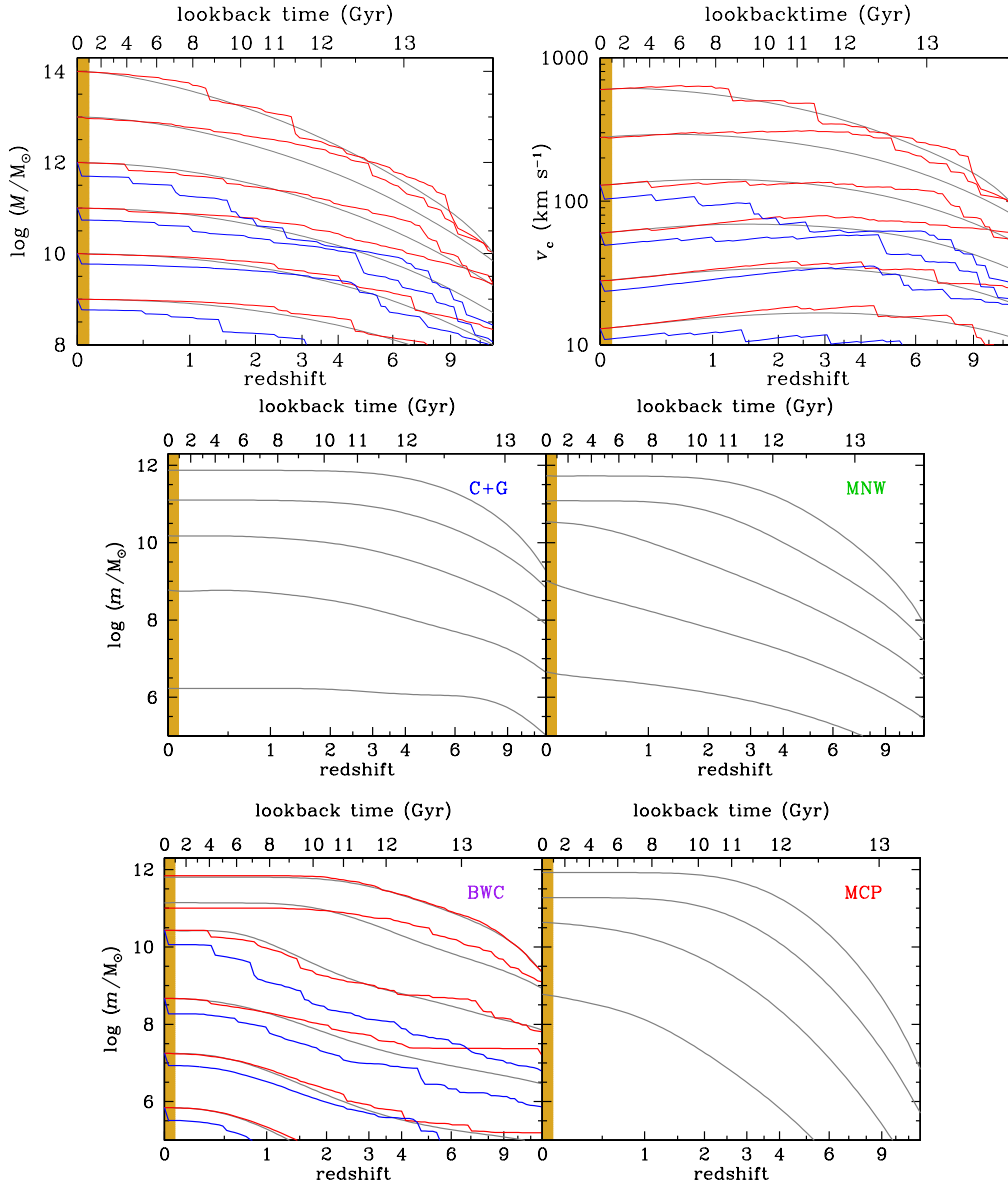 lookback time (Gyr)
0 2 4 6 8 10 11 12 13
log (M/M⊙)
14
13
12
11
10
9
8
0 1 2 3 4 6 9
redshift
lookbacktime (Gyr)
0 2 4 6 8 10 11 12 13
v_c (km s⁻¹)
1000
100
10
0 1 2 3 4 6 9
redshift
lookback time (Gyr)
0 2 4 6 8 10 11 12 13
log (m/M⊙)
12
10
8
6
C+G
0 1 2 3 4 6 9
redshift
lookback time (Gyr)
0 2 4 6 8 10 11 12 13
MNW
0 1 2 3 4 6 9
redshift
lookback time (Gyr)
0 2 4 6 8 10 11 12 13
log (m/M⊙)
12
10
8
6
BWC
0 1 2 3 4 6 9
redshift
lookback time (Gyr)
0 2 4 6 8 10 11 12 13
MCP
0 1 2 3 4 6 9
redshift